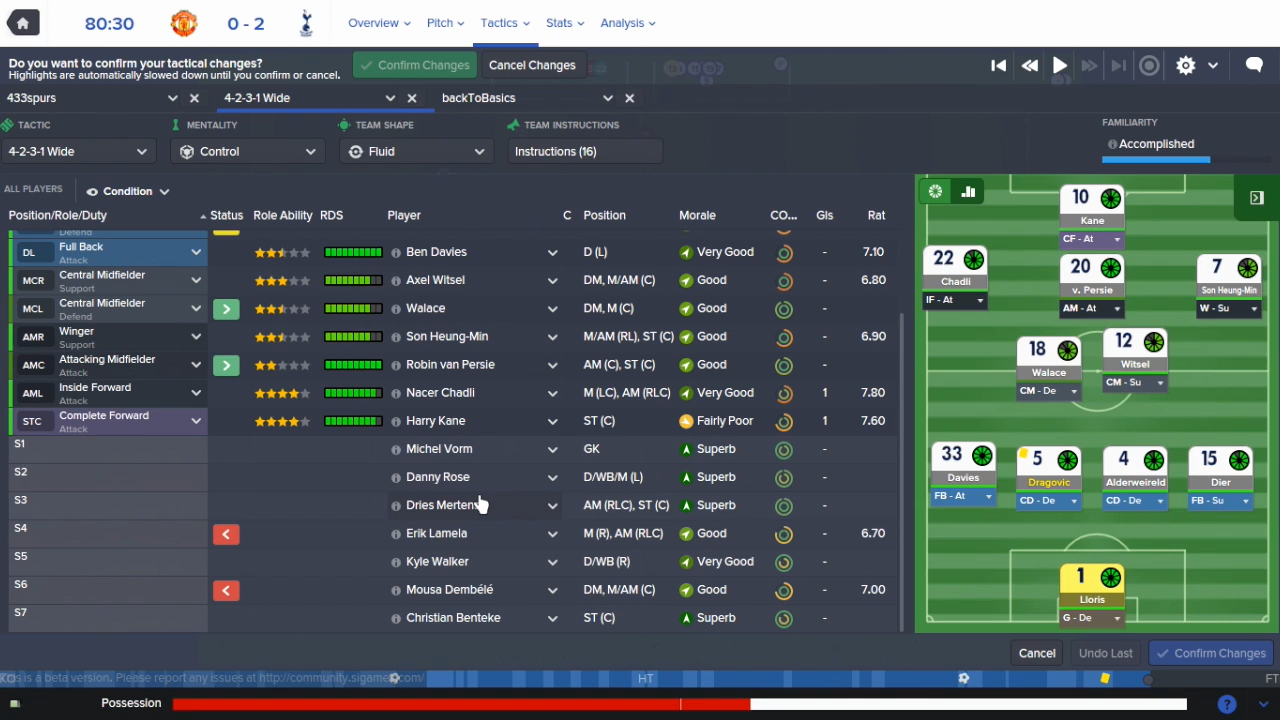 80:30 0 - 2 Overview Pitch Tactics Stats Analysis
Do you want to confirm your tactical changes?
Highlights are automatically slowed down until you confirm or cancel.
Confirm Changes Cancel Changes
433spurs 4-2-3-1 Wide backToBasics
TACTIC MENTALITY TEAM SHAPE TEAM INSTRUCTIONS FAMILIARITY
4-2-3-1 Wide Control Fluid Instructions (16) Accomplished
ALL PLAYERS Condition
Position/Role/Duty Status Role Ability RDS Player C Position Morale CO... Gls Rat
Defend
DL Full Back Attack Ben Davies D (L) Very Good - 7.10
MCR Central Midfielder Support Axel Witsel DM, M/AM (C) Good - 6.80
MCL Central Midfielder Defend Walace DM, M (C) Good -
AMR Winger Support Son Heung-Min M/AM (RL), ST (C) Good - 6.90
AMC Attacking Midfielder Attack Robin van Persie AM (C), ST (C) Good -
AML Inside Forward Attack Nacer Chadli M (LC), AM (RLC) Very Good 1 7.80
STC Complete Forward Attack Harry Kane ST (C) Fairly Poor 1 7.60
S1 Michel Vorm GK Superb -
S2 Danny Rose D/WB/M (L) Superb -
S3 Dries Mertens AM (RLC), ST (C) Superb -
S4 Erik Lamela M (R), AM (RLC) Good - 6.70
S5 Kyle Walker D/WB (R) Very Good -
S6 Mousa Dembélé DM, M/AM (C) Good - 7.00
S7 Christian Benteke ST (C) Superb -
10
Kane
CF - At
22 20 7
Chadli v. Persie Son Heung-Min
IF - At AM - At W - Su
18 12
Walace Witsel
CM - De CM - Su
33 5 4 15
Davies Dragovic Alderweireld Dier
FB - At CD - De CD - De FB - Su
1
Lloris
G - De
Cancel Undo Last Confirm Changes
is a beta version. Please report any issues at http://community.sigames.com/ HT FT
Possession